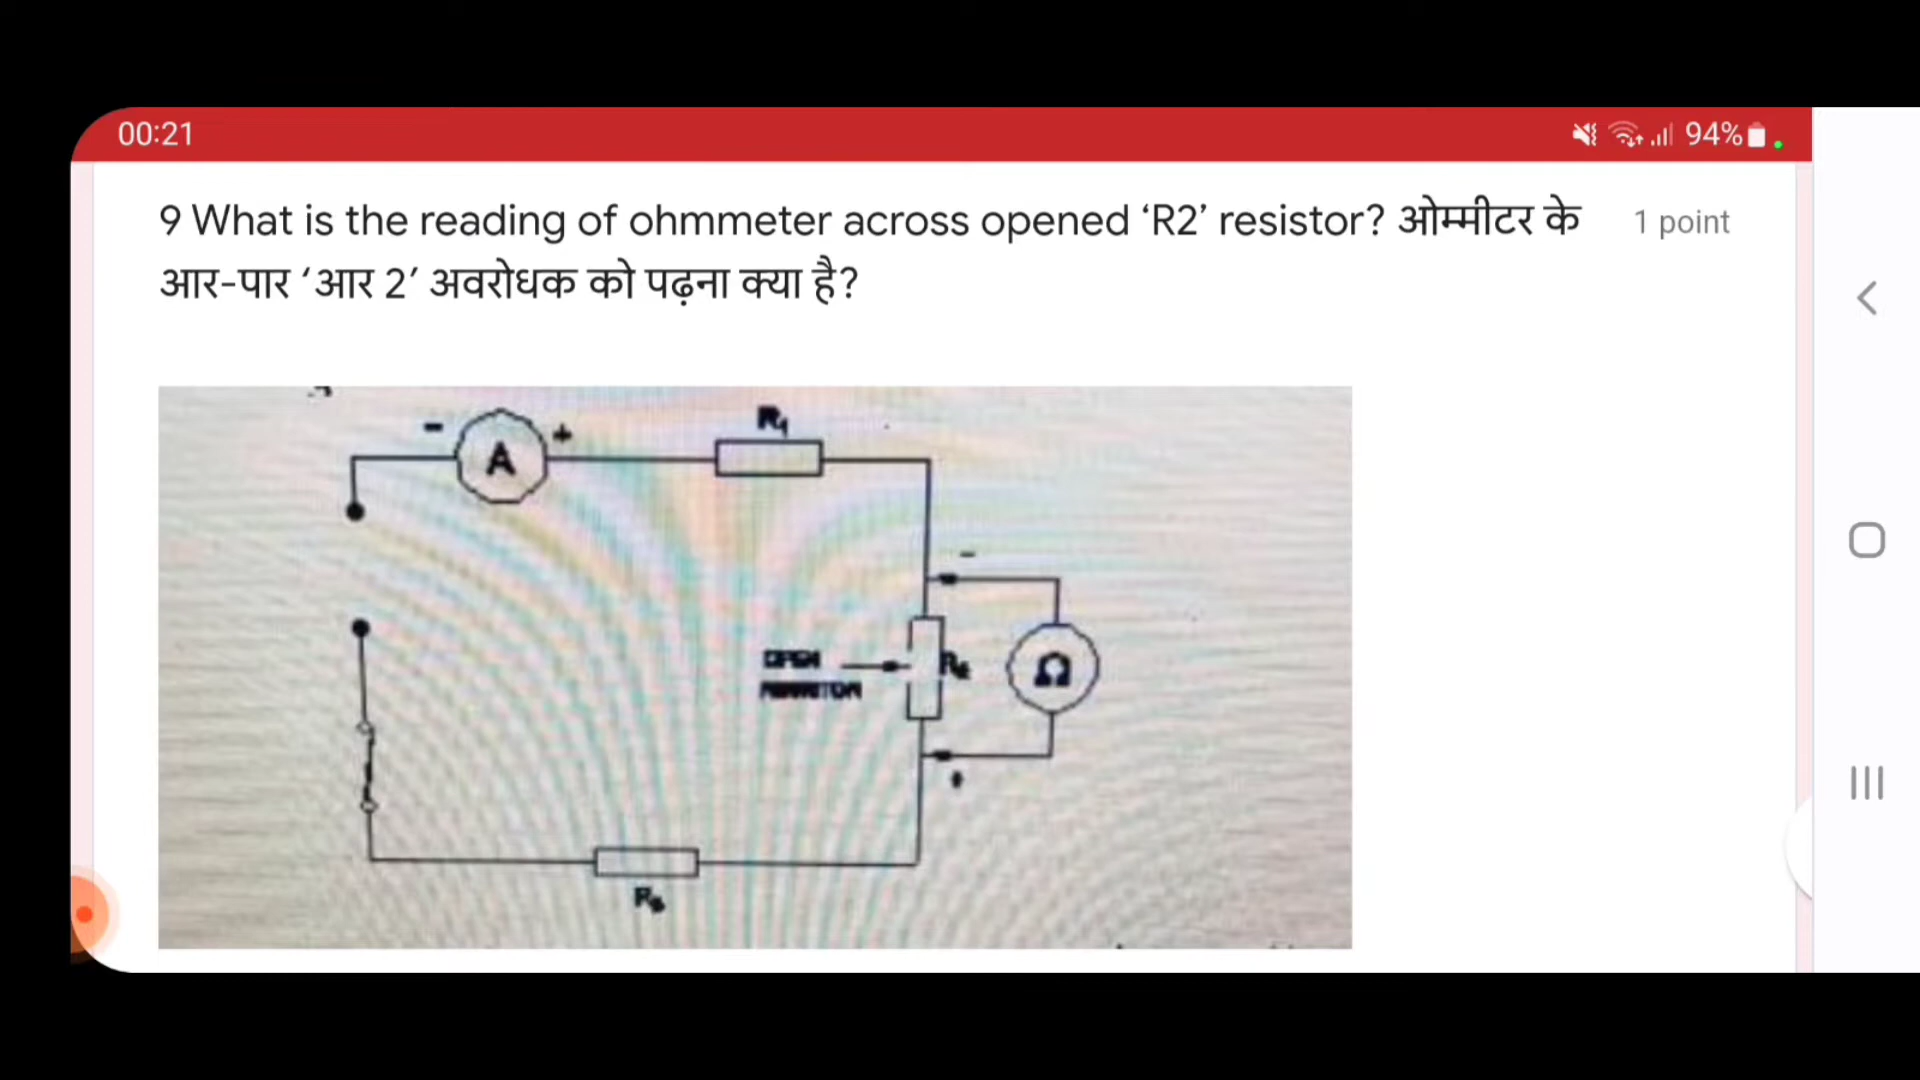 00:21 94%
9 What is the reading of ohmmeter across opened ‘R2’ resistor? ओम्मीटर के 1 point
आर-पार ‘आर 2’ अवरोधक को पढ़ना क्या है?
- A + R1
-
OPEN
Ω
RESISTOR
+